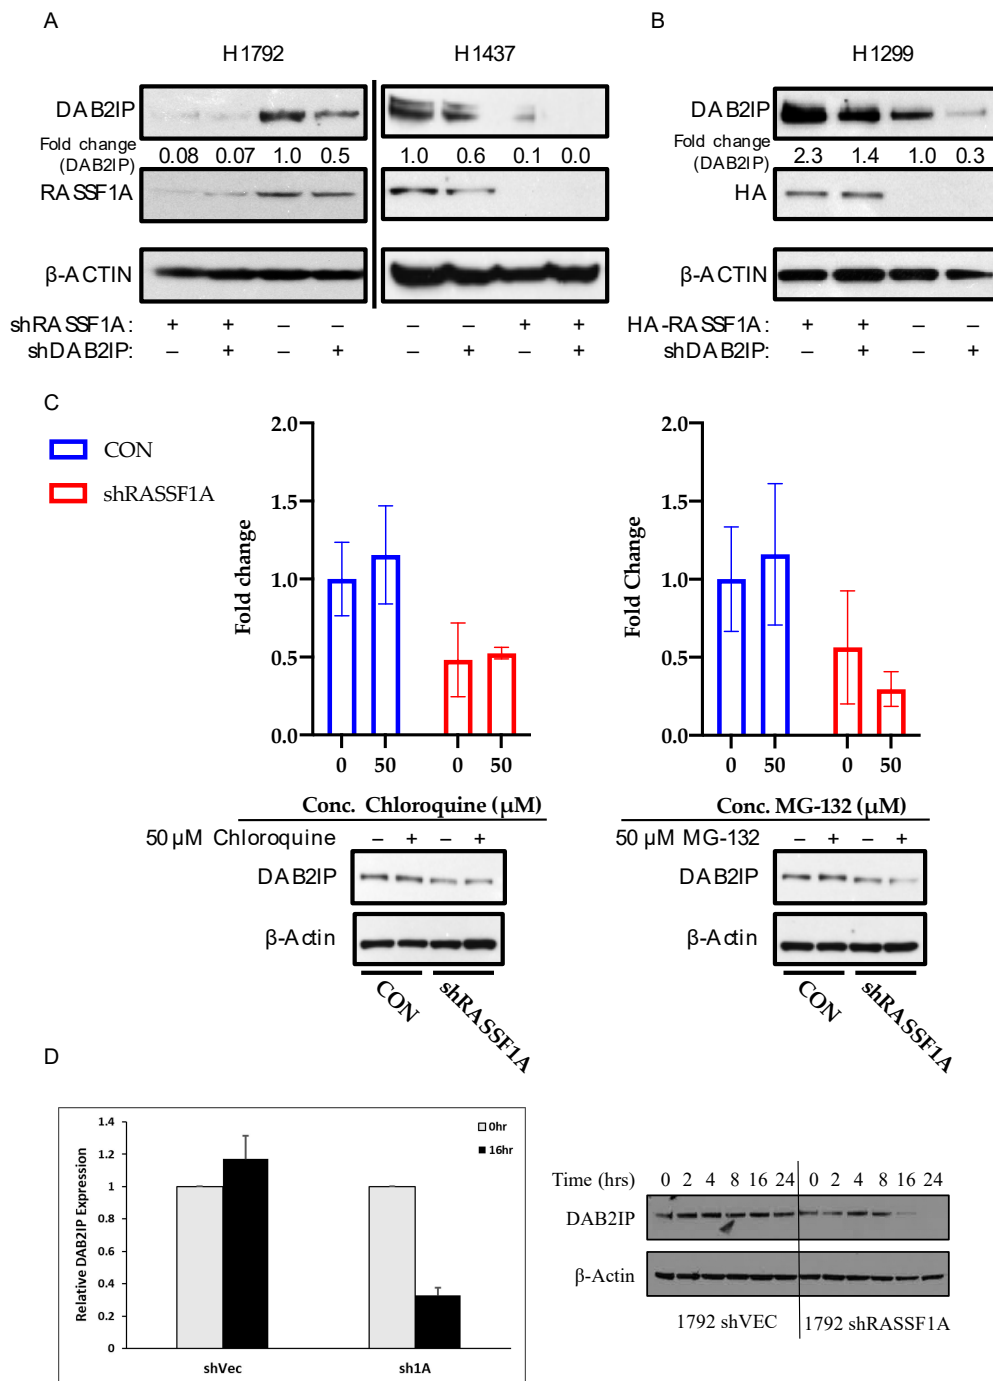 A
H1792
H1437
DAB2IP
Fold change
(DAB2IP)
0.08 0.07 1.0 0.5
1.0 0.6 0.1 0.0
RASSF1A
β-ACTIN
shRASSF1A: + + – – – – + +
shDAB2IP: – + – + – + – +
B
H1299
DAB2IP
Fold change
(DAB2IP)
2.3 1.4 1.0 0.3
HA
β-ACTIN
HA-RASSF1A: + + – –
shDAB2IP: – + – +
C
CON
shRASSF1A
Fold change
2.0
1.5
1.0
0.5
0.0
0 50 0 50
Conc. Chloroquine (µM)
50 µM Chloroquine – + – +
DAB2IP
β-Actin
CON
shRASSF1A
Fold Change
2.0
1.5
1.0
0.5
0.0
0 50 0 50
Conc. MG-132 (µM)
50 µM MG-132 – + – +
DAB2IP
β-Actin
CON
shRASSF1A
D
Relative DAB2IP Expression
1.4
1.2
1
0.8
0.6
0.4
0.2
0
0hr
16hr
shVec
sh1A
Time (hrs) 0 2 4 8 16 24 0 2 4 8 16 24
DAB2IP
β-Actin
1792 shVEC
1792 shRASSF1A